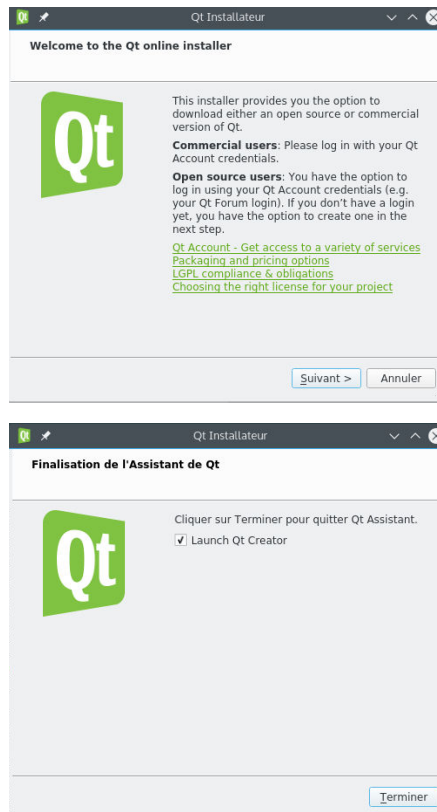 Qt Installateur
Welcome to the Qt online installer
Qt
This installer provides you the option to
download either an open source or commercial
version of Qt.
Commercial users: Please log in with your Qt
Account credentials.
Open source users: You have the option to
log in using your Qt Account credentials (e.g.
your Qt Forum login). If you don't have a login
yet, you have the option to create one in the
next step.
Qt Account - Get access to a variety of services
Packaging and pricing options
LGPL compliance & obligations
Choosing the right license for your project
Suivant > Annuler
Qt Installateur
Finalisation de l'Assistant de Qt
Qt
Cliquer sur Terminer pour quitter Qt Assistant.
Launch Qt Creator
Terminer